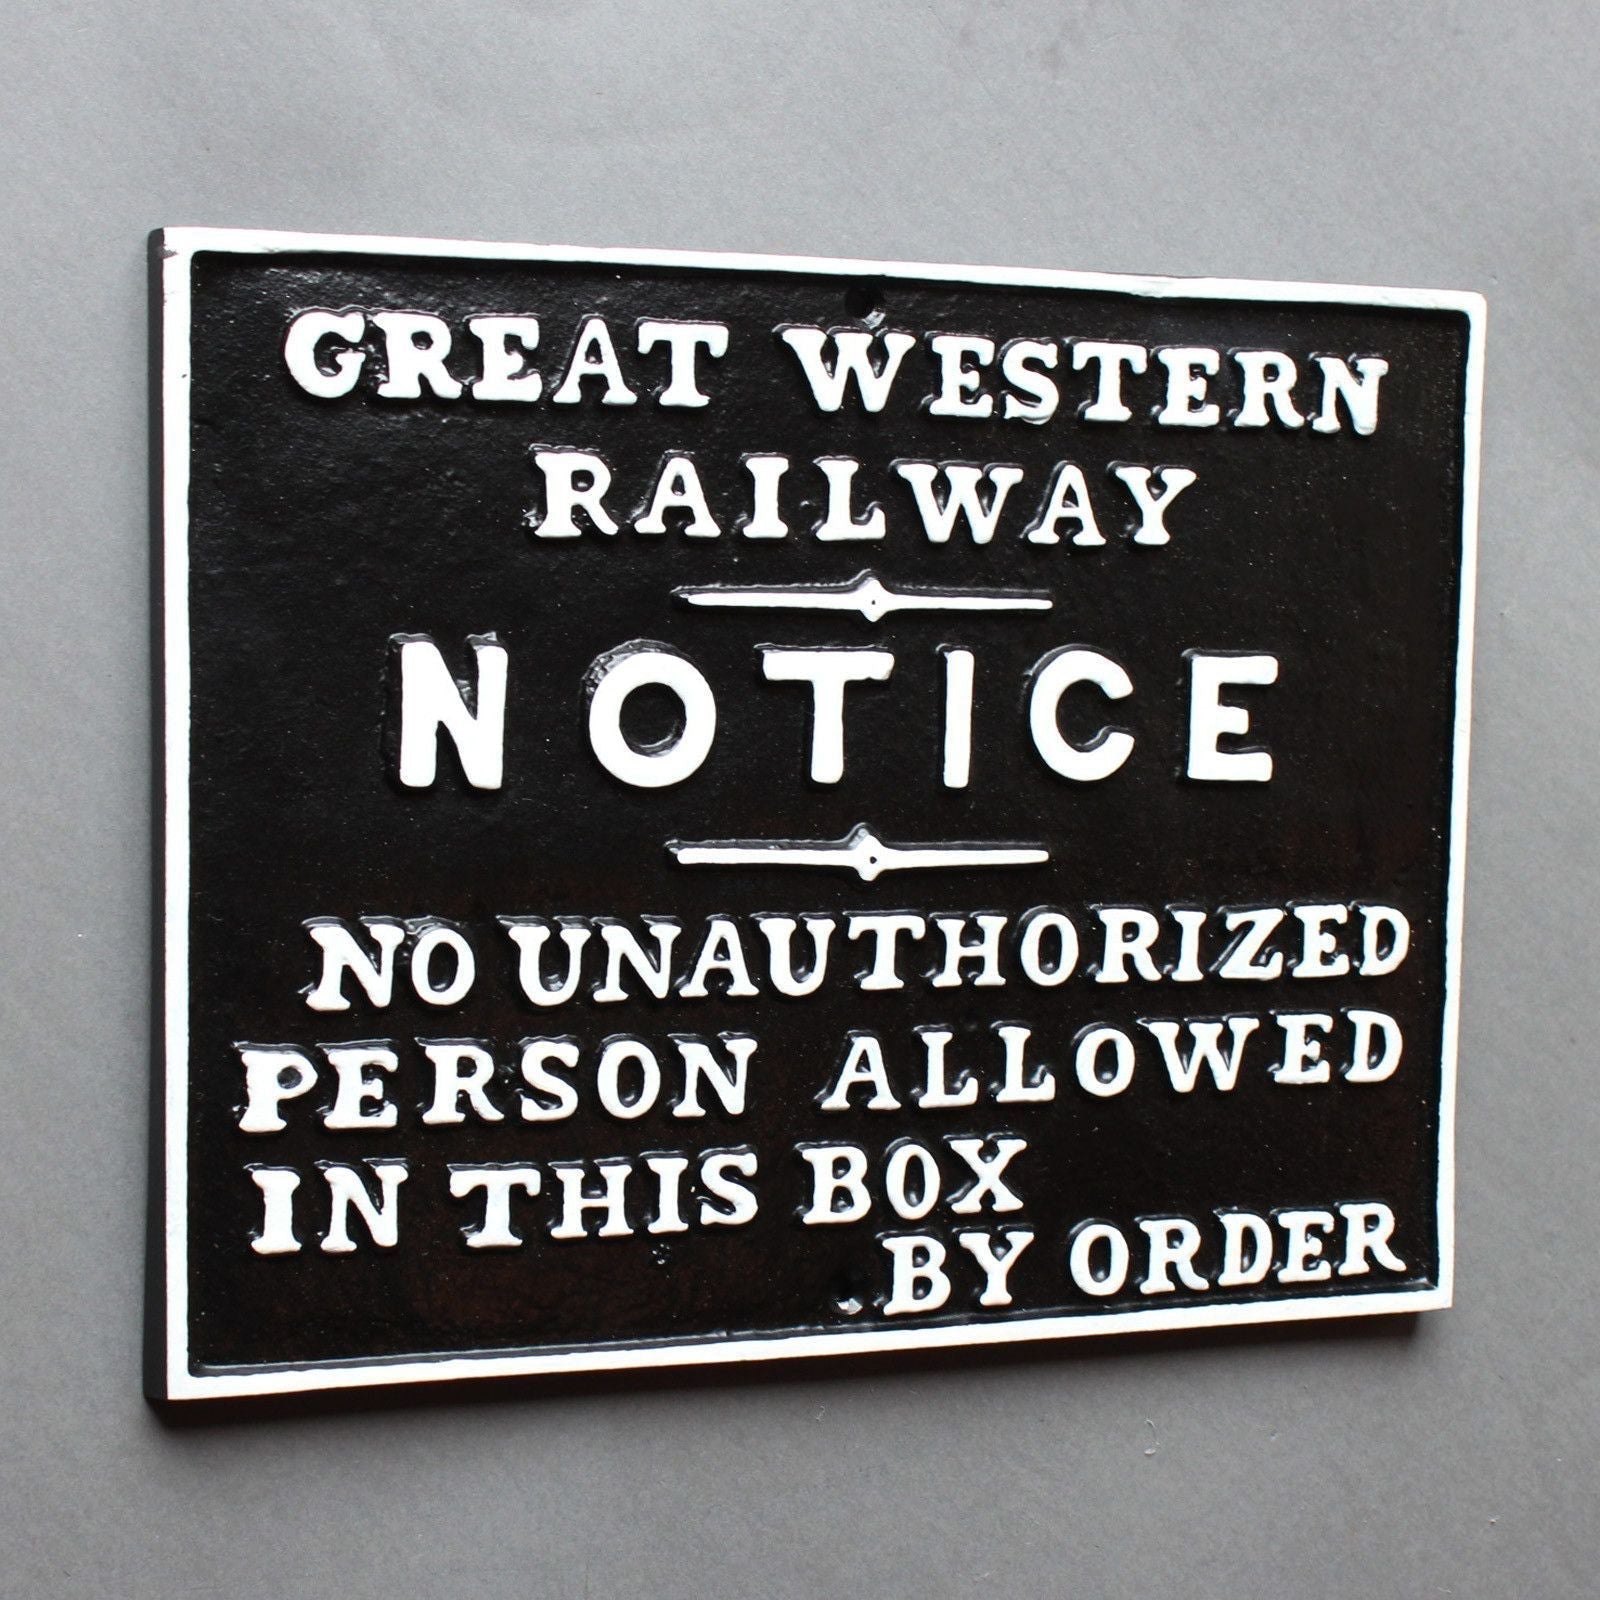 GREAT WESTERN
RAILWAY
NOTICE
NO UNAUTHORIZED
PERSON ALLOWED
IN THIS BOX
BY ORDER